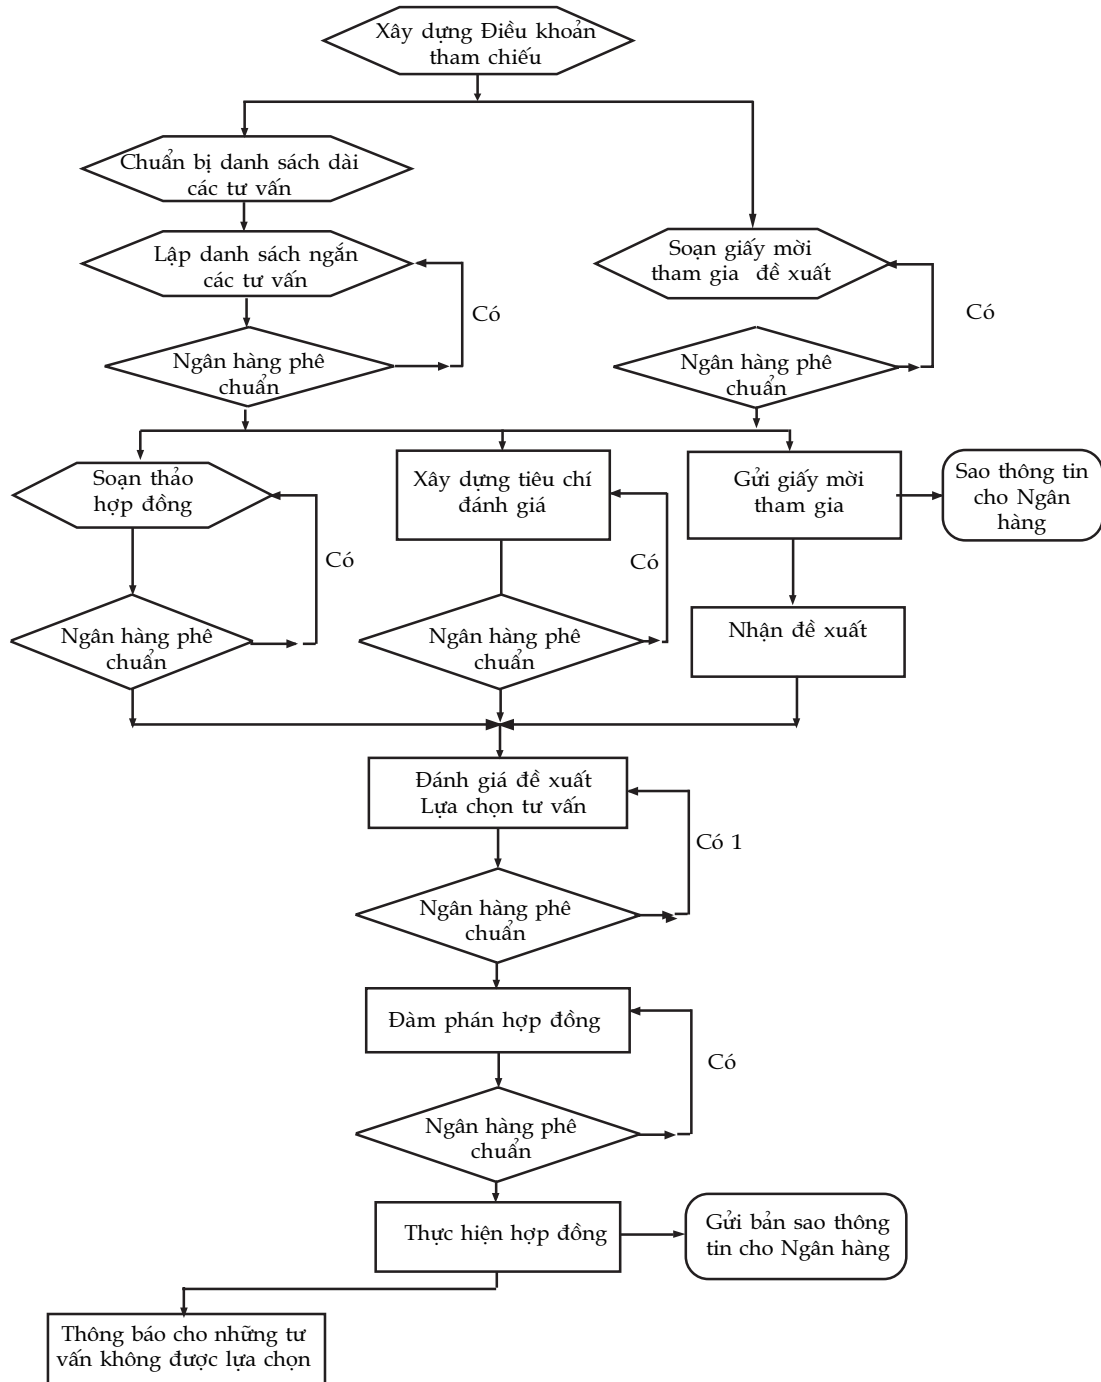 Xây dựng Điều khoản
tham chiếu
Chuẩn bị danh sách dài
các tư vấn
Lập danh sách ngắn
các tư vấn
Có
Soạn giấy mời
tham gia đề xuất
Có
Ngân hàng phê
chuẩn
Ngân hàng phê
chuẩn
Soạn thảo
hợp đồng
Có
Xây dựng tiêu chí
đánh giá
Có
Gửi giấy mời
tham gia
Sao thông tin
cho Ngân
hàng
Ngân hàng phê
chuẩn
Ngân hàng phê
chuẩn
Nhận đề xuất
Đánh giá đề xuất
Lựa chọn tư vấn
Có 1
Ngân hàng phê
chuẩn
Đàm phán hợp đồng
Có
Ngân hàng phê
chuẩn
Thực hiện hợp đồng
Gửi bản sao thông
tin cho Ngân hàng
Thông báo cho những tư
vấn không được lựa chọn